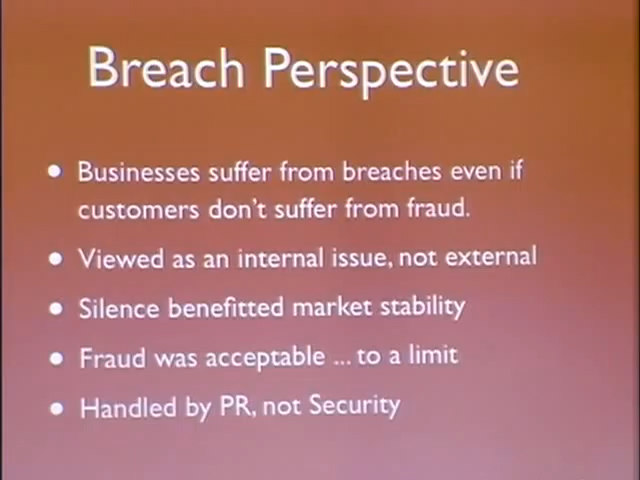 Breach Perspective
• Businesses suffer from breaches even if
customers don't suffer from fraud.
• Viewed as an internal issue, not external
• Silence benefitted market stability
• Fraud was acceptable ... to a limit
• Handled by PR, not Security